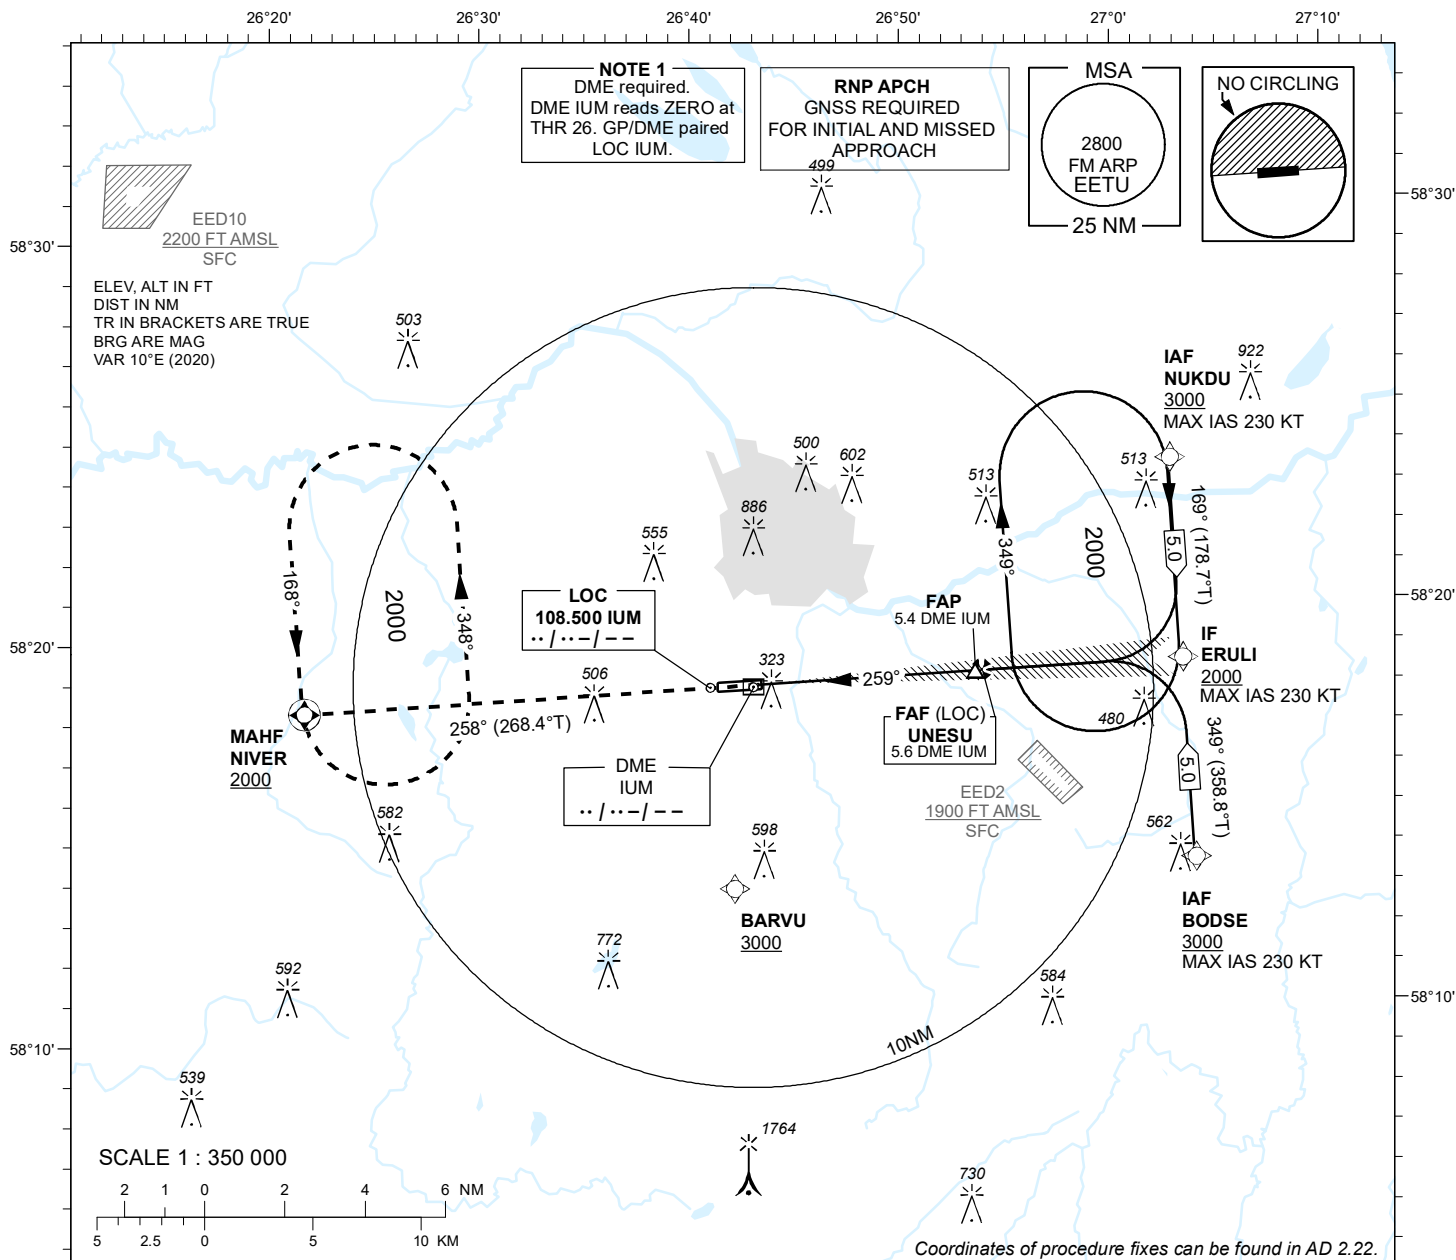 26°20' 26°30' 26°40' 26°50' 27°0' 27°10'
NOTE 1
DME required.
DME IUM reads ZERO at
THR 26. GP/DME paired
LOC IUM.
RNP APCH
GNSS REQUIRED
FOR INITIAL AND MISSED
APPROACH
MSA
2800
FM ARP
EETU
25 NM
NO CIRCLING
499
58°30'
58°30'
EED10
2200 FT AMSL
SFC
ELEV, ALT IN FT
DIST IN NM
TR IN BRACKETS ARE TRUE
BRG ARE MAG
VAR 10°E (2020)
503
IAF
NUKDU
3000
MAX IAS 230 KT
922
500
602
513
513
886
555
169° (178.7°T)
5.0
349°
2000
168°
2000
348°
LOC
108.500 IUM
··/··–/––
FAP
5.4 DME IUM
58°20'
58°20'
IF
ERULI
2000
MAX IAS 230 KT
323
506
259°
258° (268.4°T)
FAF (LOC)
UNESU
5.6 DME IUM
480
349° (358.8°T)
5.0
MAHF
NIVER
2000
DME
IUM
··/··–/––
EED2
1900 FT AMSL
SFC
582
598
562
BARVU
3000
IAF
BODSE
3000
MAX IAS 230 KT
772
592
584
58°10'
58°10'
10NM
539
1764
730
SCALE 1 : 350 000
2 1 0 2 4 6 NM
5 2.5 0 5 10 KM
Coordinates of procedure fixes can be found in AD 2.22.